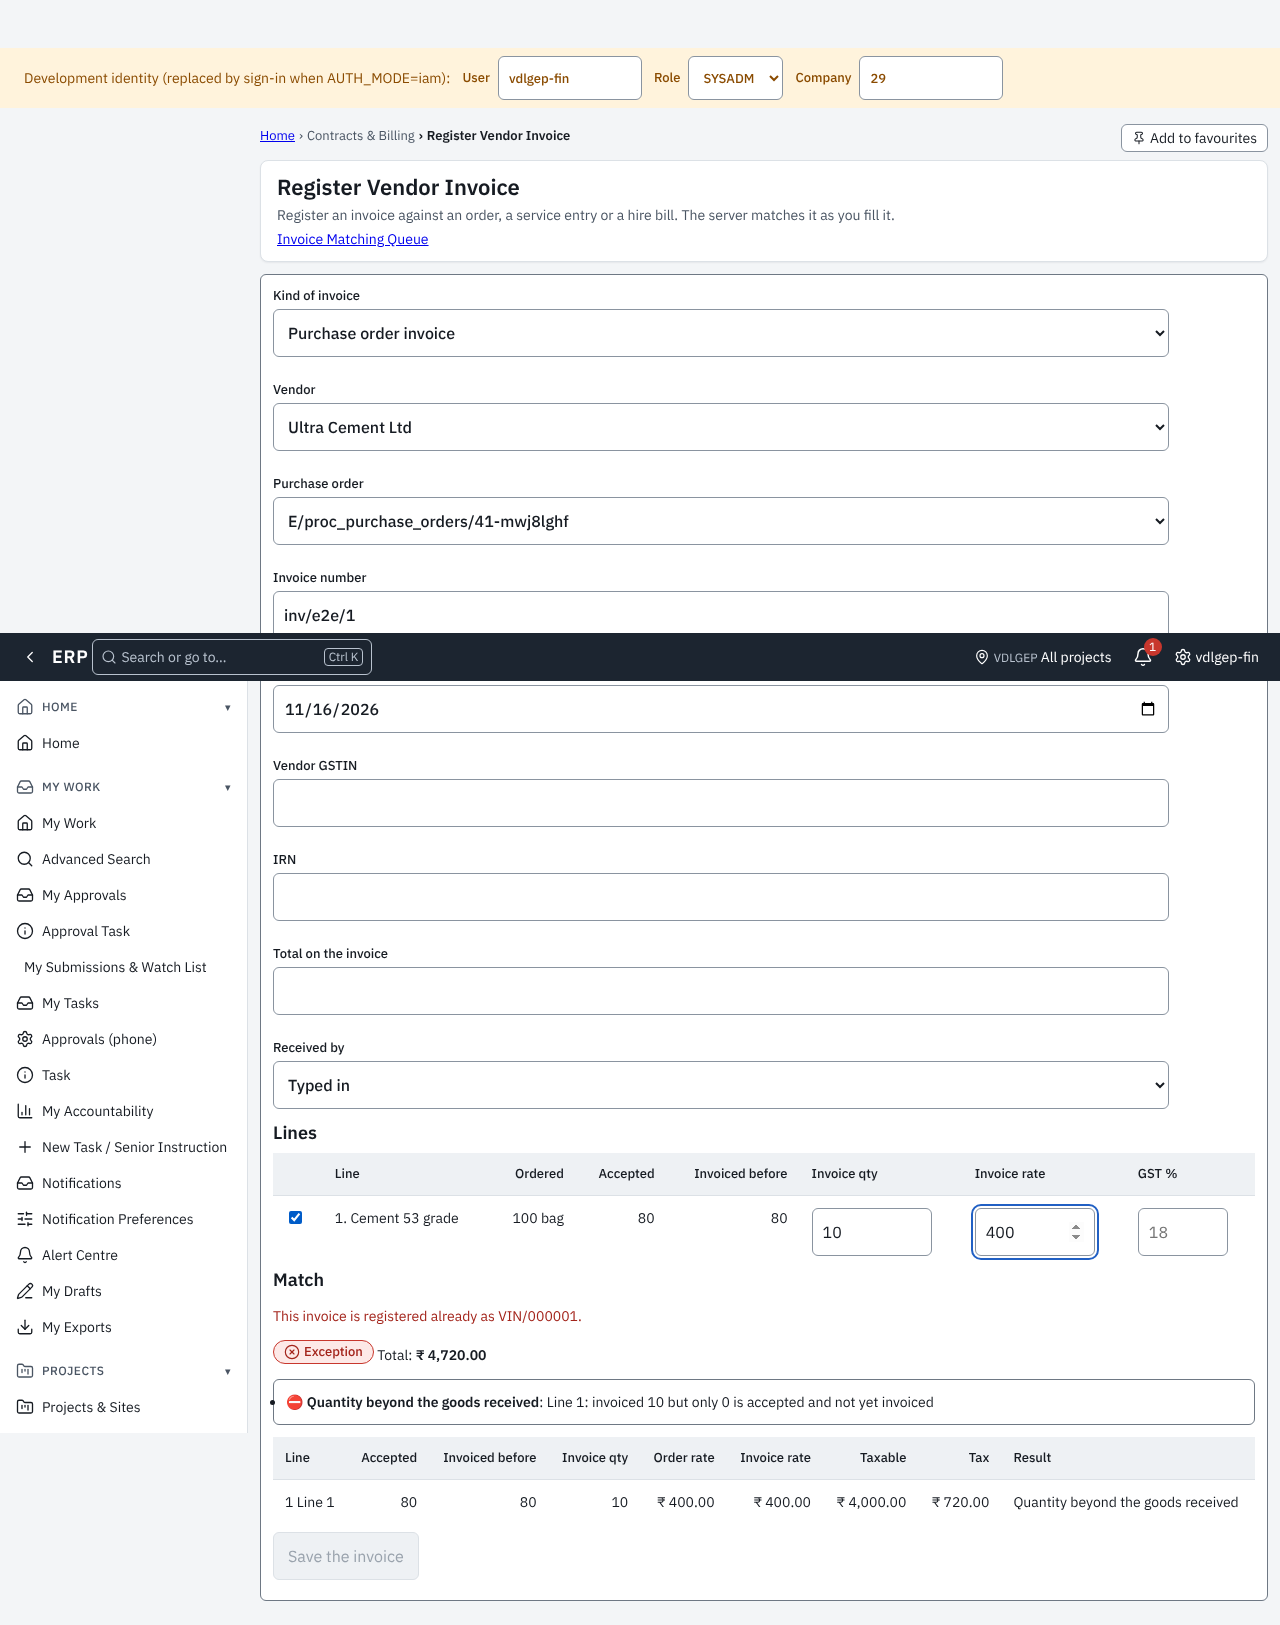 Development identity (replaced by sign-in when AUTH_MODE=iam): User vdlgep-fin Role SYSADM Company 29
Home › Contracts & Billing › Register Vendor Invoice
Add to favourites
Register Vendor Invoice
Register an invoice against an order, a service entry or a hire bill. The server matches it as you fill it.
Invoice Matching Queue
Kind of invoice
Purchase order invoice
Vendor
Ultra Cement Ltd
Purchase order
E/proc_purchase_orders/41-mwj8lghf
Invoice number
inv/e2e/1
ERP Search or go to... Ctrl K VDLGEP All projects 1 vdlgep-fin
HOME
Home
MY WORK
My Work
Advanced Search
My Approvals
Approval Task
My Submissions & Watch List
My Tasks
Approvals (phone)
Task
My Accountability
New Task / Senior Instruction
Notifications
Notification Preferences
Alert Centre
My Drafts
My Exports
PROJECTS
Projects & Sites
11/16/2026
Vendor GSTIN
IRN
Total on the invoice
Received by
Typed in
Lines
Line Ordered Accepted Invoiced before Invoice qty Invoice rate GST %
1. Cement 53 grade 100 bag 80 80 10 400 18
Match
This invoice is registered already as VIN/000001.
Exception Total: ₹ 4,720.00
Quantity beyond the goods received: Line 1: invoiced 10 but only 0 is accepted and not yet invoiced
Line Accepted Invoiced before Invoice qty Order rate Invoice rate Taxable Tax Result
1 Line 1 80 80 10 ₹ 400.00 ₹ 400.00 ₹ 4,000.00 ₹ 720.00 Quantity beyond the goods received
Save the invoice